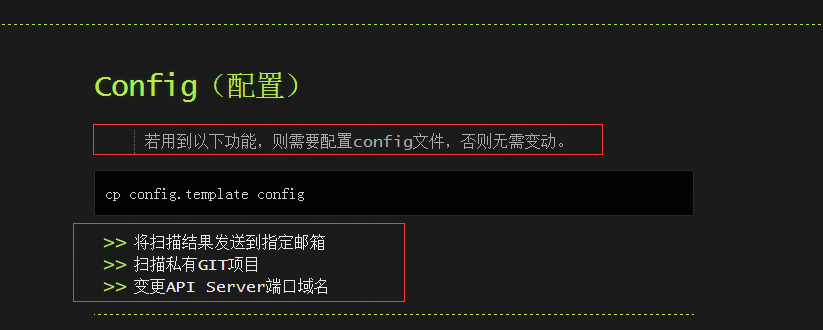 Config（配置）
若用到以下功能，则需要配置config文件，否则无需变动。
cp config.template config
>> 将扫描结果发送到指定邮箱
>> 扫描私有GIT项目
>> 变更API Server端口域名